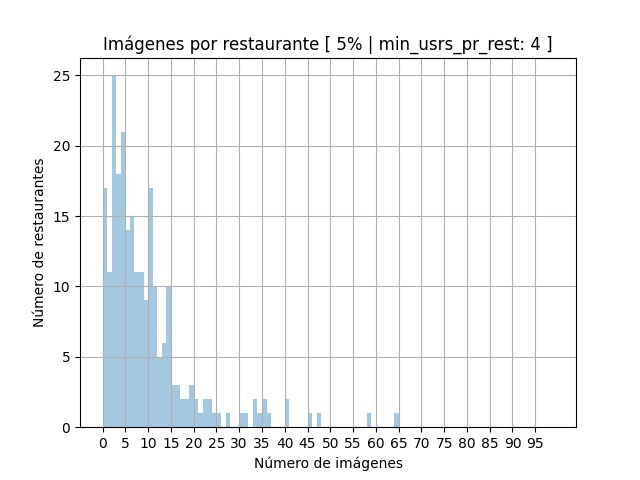 Imágenes por restaurante [ 5% | min_usrs_pr_rest: 4 ]
Número de restaurantes
25
20
15
10
5
0
0 5 10 15 20 25 30 35 40 45 50 55 60 65 70 75 80 85 90 95
Número de imágenes